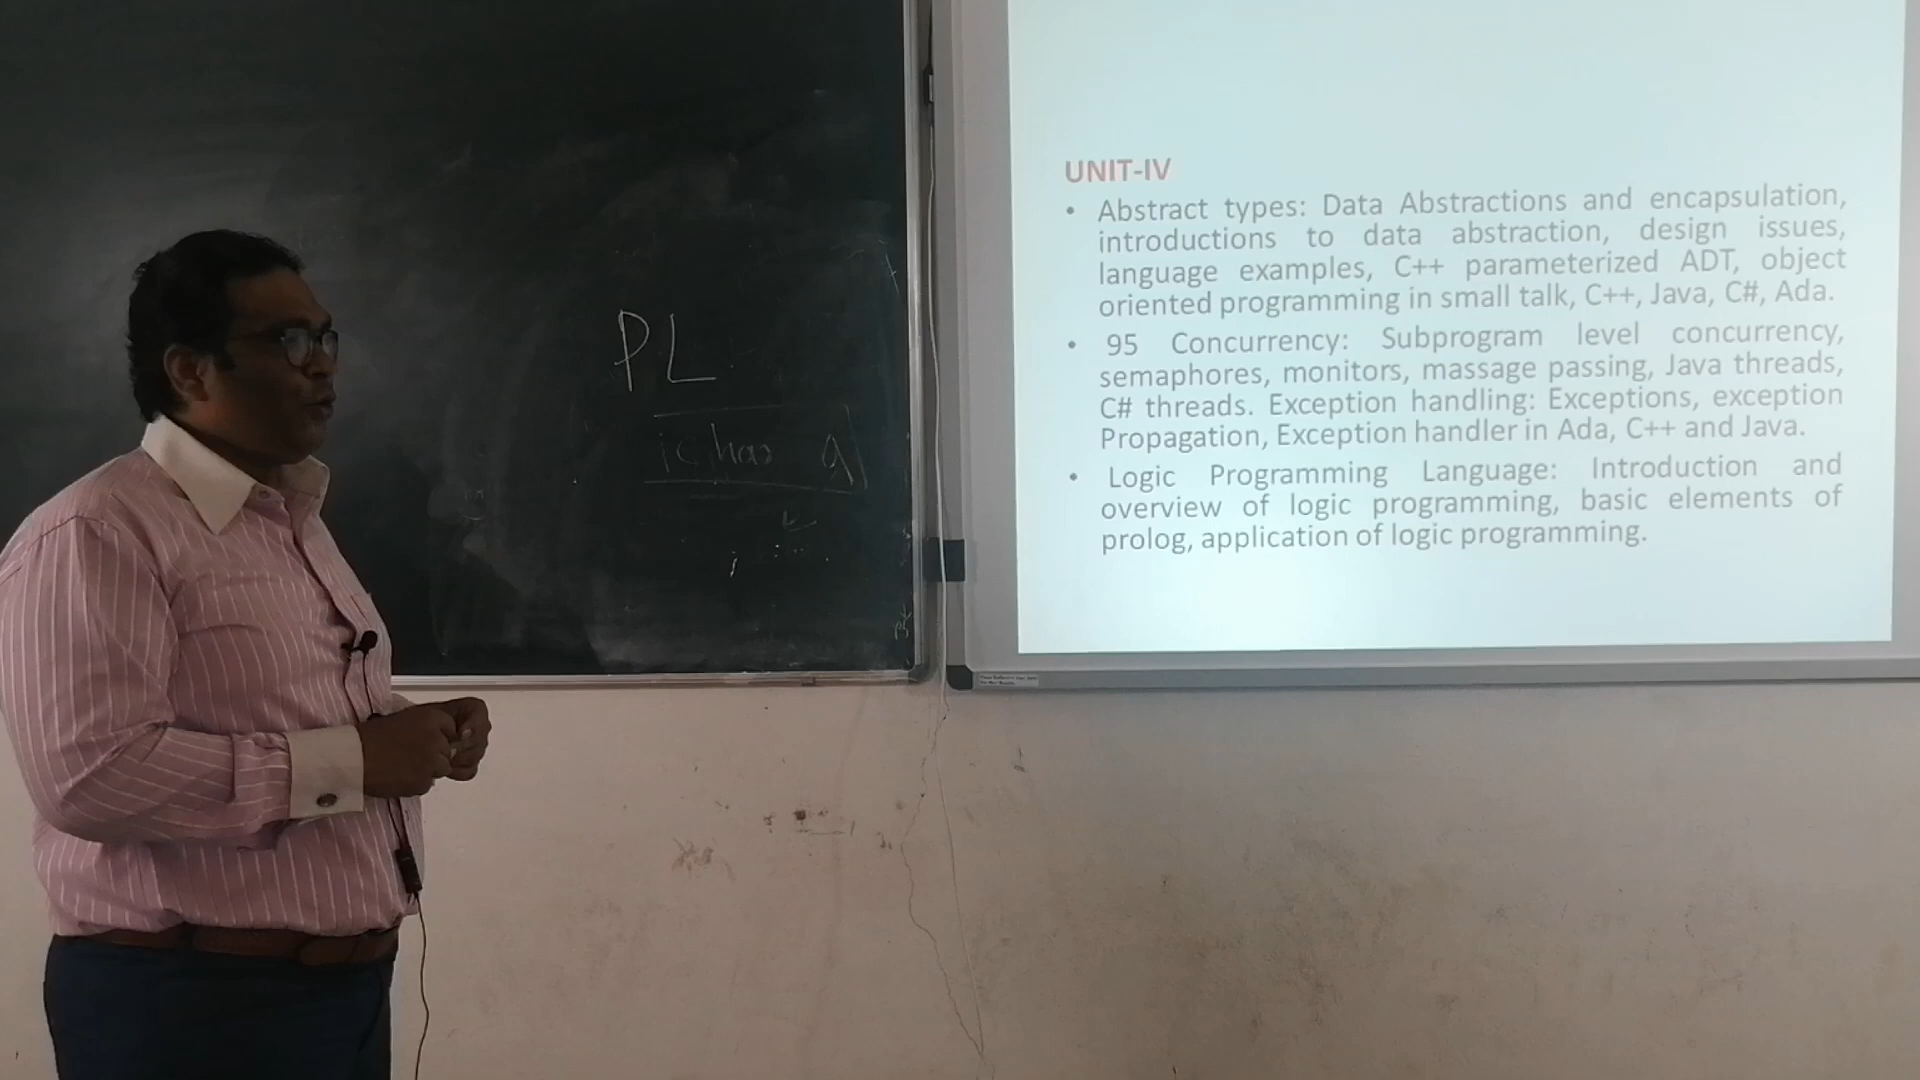 PL
UNIT-IV
• Abstract types: Data Abstractions and encapsulation,
introductions to data abstraction, design issues,
language examples, C++ parameterized ADT, object
oriented programming in small talk, C++, Java, C#, Ada.
• 95 Concurrency: Subprogram level concurrency,
semaphores, monitors, massage passing, Java threads,
C# threads. Exception handling: Exceptions, exception
Propagation, Exception handler in Ada, C++ and Java.
• Logic Programming Language: Introduction and
overview of logic programming, basic elements of
prolog, application of logic programming.